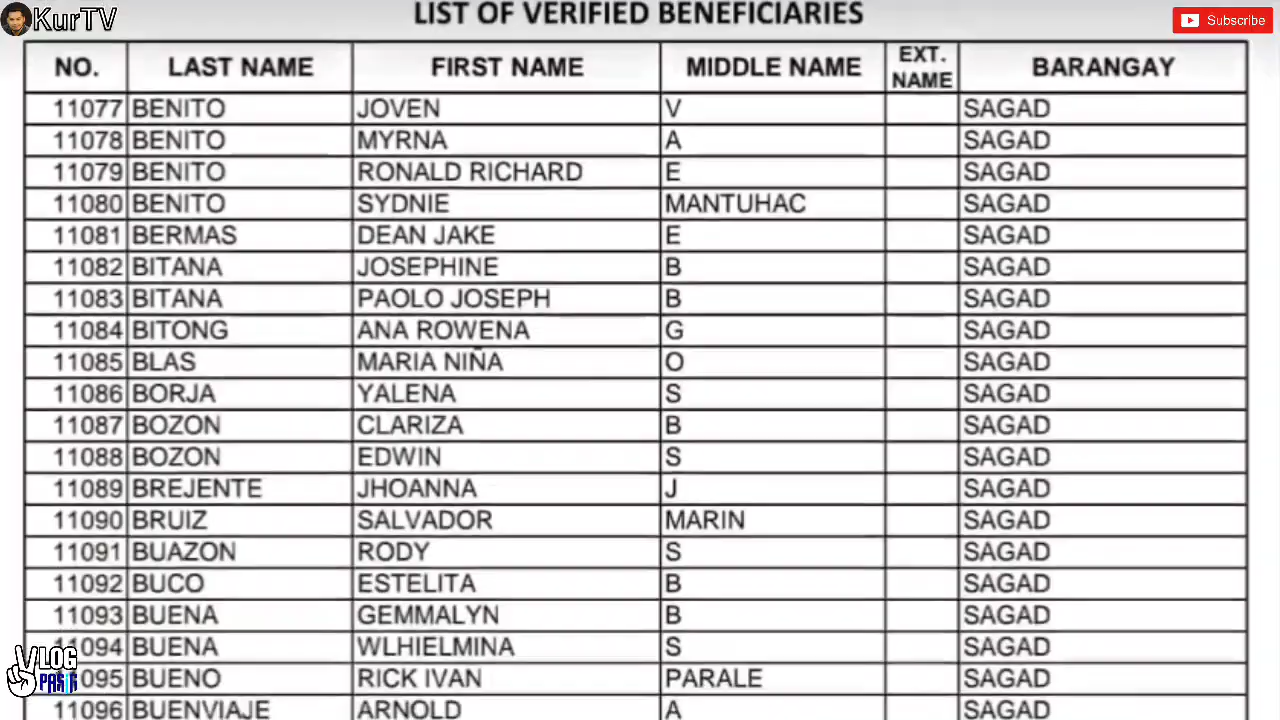 KurTV
LIST OF VERIFIED BENEFICIARIES
Subscribe
NO. LAST NAME FIRST NAME MIDDLE NAME EXT. NAME BARANGAY
11077 BENITO JOVEN V SAGAD
11078 BENITO MYRNA A SAGAD
11079 BENITO RONALD RICHARD E SAGAD
11080 BENITO SYDNIE MANTUHAC SAGAD
11081 BERMAS DEAN JAKE E SAGAD
11082 BITANA JOSEPHINE B SAGAD
11083 BITANA PAOLO JOSEPH B SAGAD
11084 BITONG ANA ROWENA G SAGAD
11085 BLAS MARIA NIÑA O SAGAD
11086 BORJA YALENA S SAGAD
11087 BOZON CLARIZA B SAGAD
11088 BOZON EDWIN S SAGAD
11089 BREJENTE JHOANNA J SAGAD
11090 BRUIZ SALVADOR MARIN SAGAD
11091 BUAZON RODY S SAGAD
11092 BUCO ESTELITA B SAGAD
11093 BUENA GEMMALYN B SAGAD
11094 BUENA WLHIELMINA S SAGAD
11095 BUENO RICK IVAN PARALE SAGAD
11096 BUENVIAJE ARNOLD A SAGAD
VLOG
PASIG